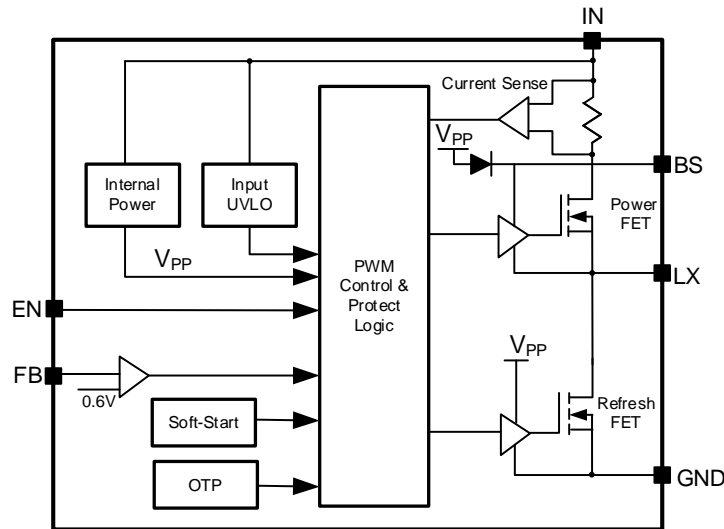 IN
Current Sense
VPP
BS
Internal
Power
Input
UVLO
Power
FET
VPP
PWM
Control &
Protect
Logic
LX
EN
VPP
FB
0.6V
Refresh
FET
Soft-Start
OTP
GND